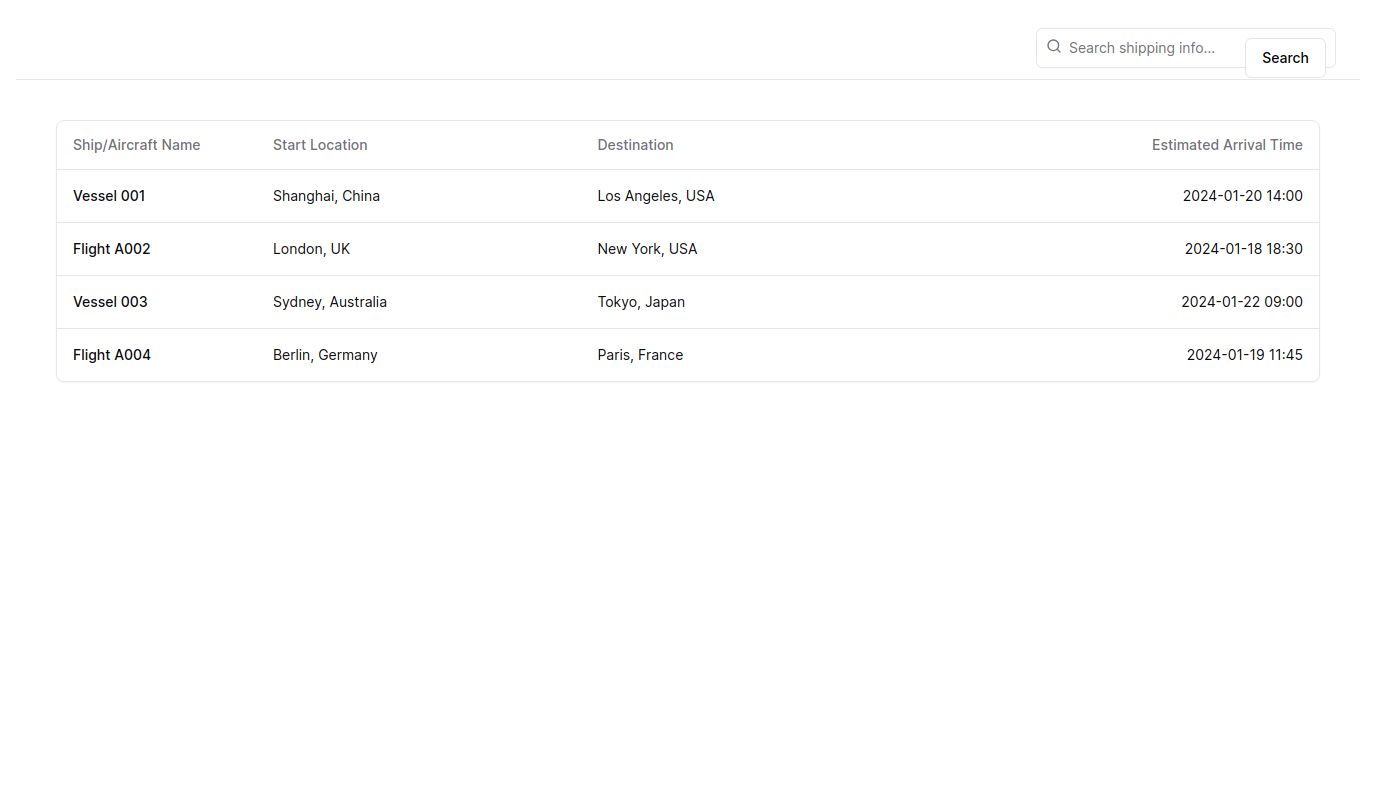 Search shipping info...
Search
Ship/Aircraft Name Start Location Destination Estimated Arrival Time
Vessel 001 Shanghai, China Los Angeles, USA 2024-01-20 14:00
Flight A002 London, UK New York, USA 2024-01-18 18:30
Vessel 003 Sydney, Australia Tokyo, Japan 2024-01-22 09:00
Flight A004 Berlin, Germany Paris, France 2024-01-19 11:45